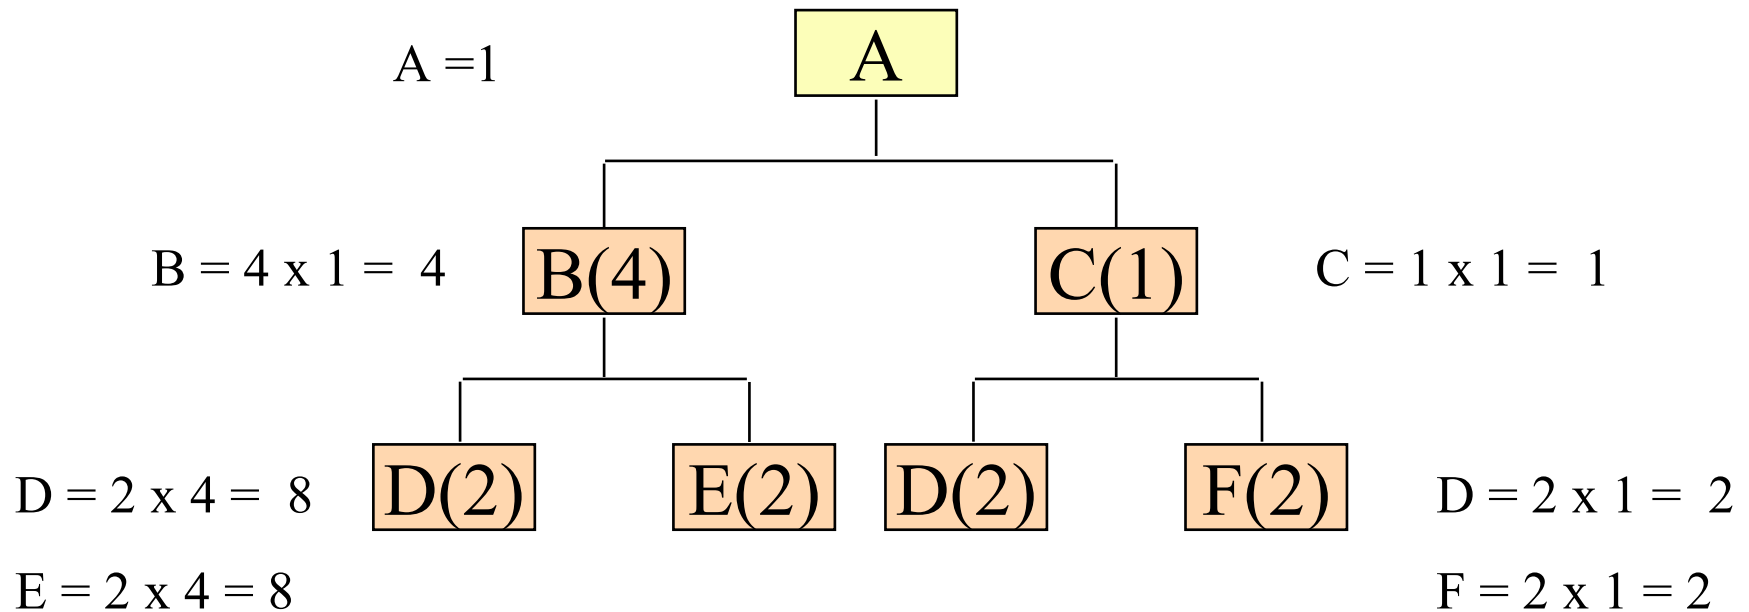 A =1
A
B = 4 x 1 = 4
B(4)
C(1)
C = 1 x 1 = 1
D = 2 x 4 = 8
D(2)
E(2)
D(2)
F(2)
D = 2 x 1 = 2
E = 2 x 4 = 8
F = 2 x 1 = 2